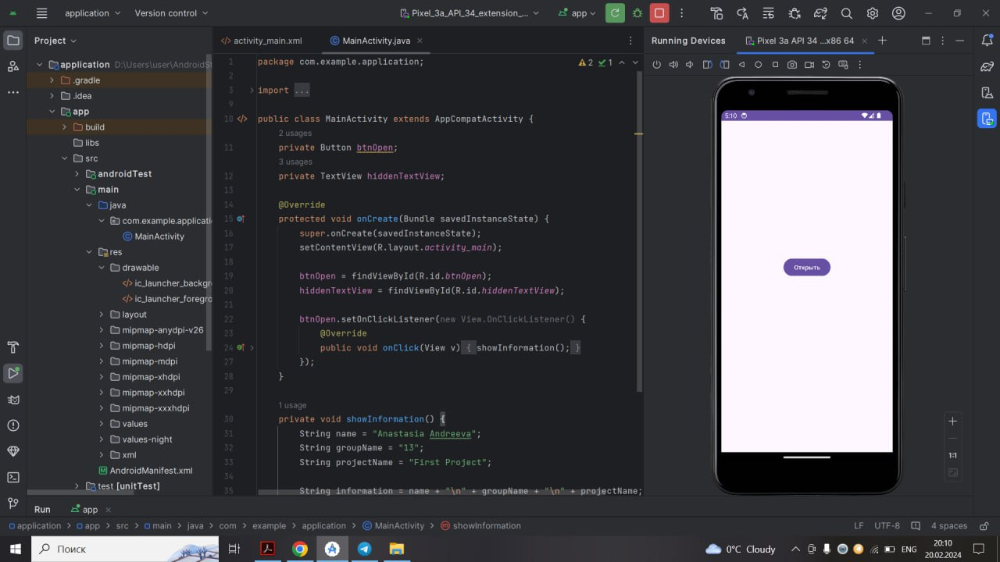 application
Version control
Pixel_3a_API_34_extension_...
app
Project
activity_main.xml
MainActivity.java
Running Devices
Pixel 3a API 34 ...x86 64
application D:\Users\user\AndroidSt
.gradle
.idea
app
build
libs
src
androidTest
main
java
com.example.applicati
MainActivity
res
drawable
ic_launcher_backgr
ic_launcher_foregro
layout
mipmap-anydpi-v26
mipmap-hdpi
mipmap-mdpi
mipmap-xhdpi
mipmap-xxhdpi
mipmap-xxxhdpi
values
values-night
xml
AndroidManifest.xml
test [unitTest]
2 1
1 package com.example.application;
2
3 import ...
9
10 public class MainActivity extends AppCompatActivity {
2 usages
11 private Button btnOpen;
3 usages
12 private TextView hiddenTextView;
13
14 @Override
15 protected void onCreate(Bundle savedInstanceState) {
16 super.onCreate(savedInstanceState);
17 setContentView(R.layout.activity_main);
18
19 btnOpen = findViewById(R.id.btnOpen);
20 hiddenTextView = findViewById(R.id.hiddenTextView);
21
22 btnOpen.setOnClickListener(new View.OnClickListener() {
23 @Override
24 public void onClick(View v) { showInformation(); }
27 });
28 }
29
1 usage
30 private void showInformation() {
31 String name = "Anastasia Andreeva";
32 String groupName = "13";
33 String projectName = "First Project";
34
35 String information = name + "\n" + groupName + "\n" + projectName;
5:10
Открыть
1:1
Run
app
application > app > src > main > java > com > example > application > MainActivity > showInformation
LF UTF-8 4 spaces
Поиск
0°C Cloudy
ENG
20:10
20.02.2024